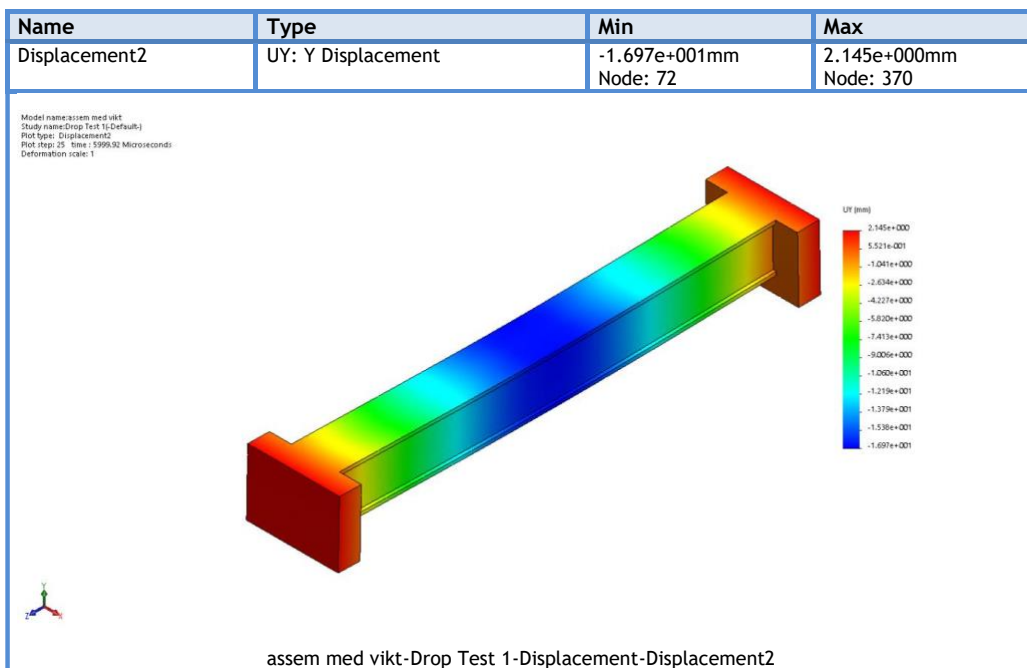 Name Type Min Max
Displacement2 UY: Y Displacement -1.697e+001mm 2.145e+000mm
Node: 72 Node: 370
Model name:assem med vikt
Study name:Drop Test 1(-Default-)
Plot type: Displacement2
Plot step: 25 time : 5999.92 Microseconds
Deformation scale: 1
UY (mm)
2.145e+000
5.521e-001
-1.041e+000
-2.634e+000
-4.227e+000
-5.820e+000
-7.413e+000
-9.006e+000
-1.060e+001
-1.219e+001
-1.379e+001
-1.538e+001
-1.697e+001
Y
Z
X
assem med vikt-Drop Test 1-Displacement-Displacement2